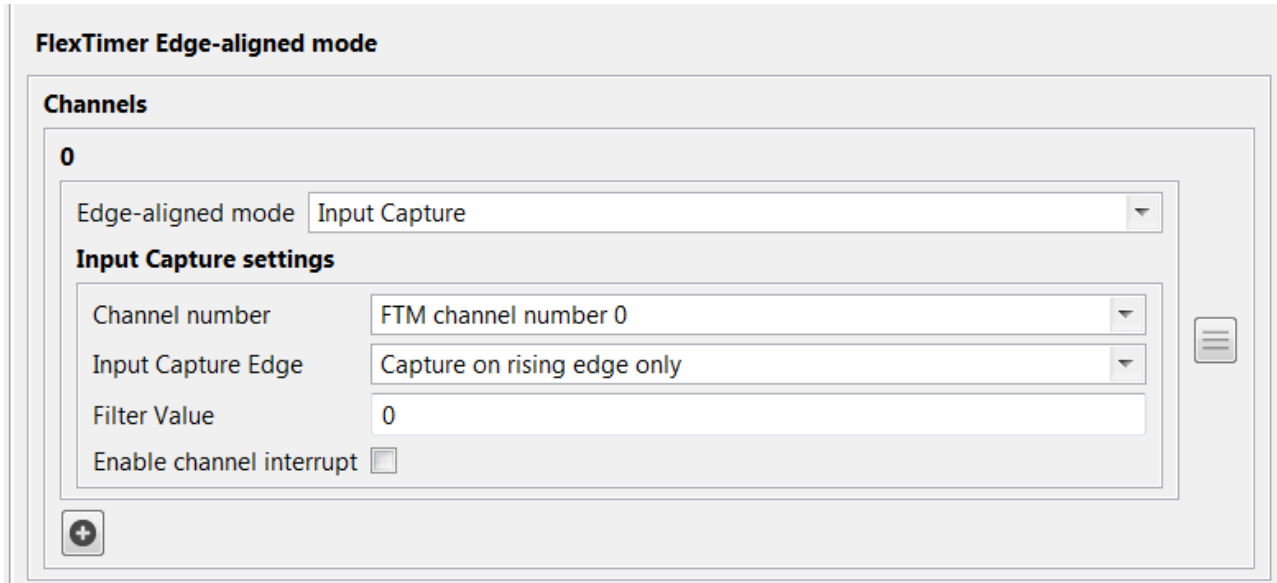 FlexTimer Edge-aligned mode
Channels
0
Edge-aligned mode Input Capture
Input Capture settings
Channel number FTM channel number 0
Input Capture Edge Capture on rising edge only
Filter Value 0
Enable channel interrupt